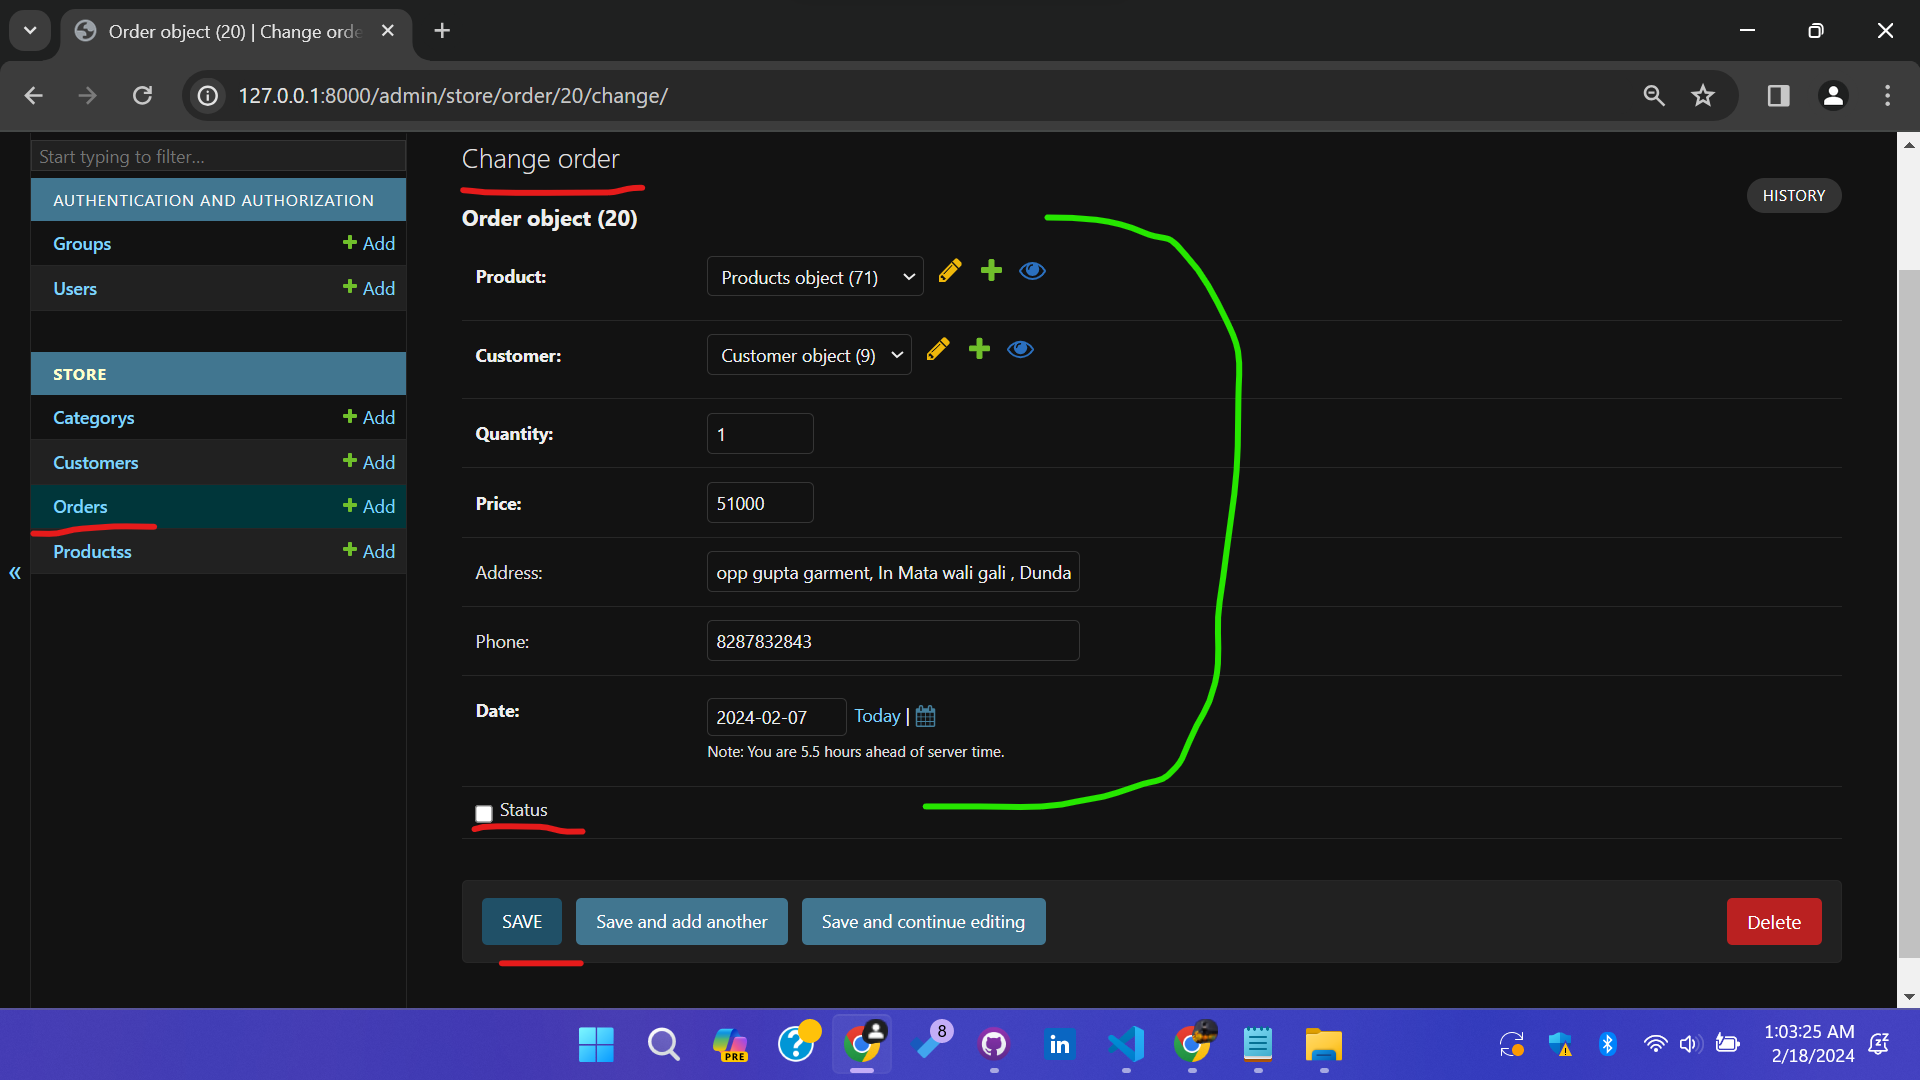 Order object (20) | Change orde
127.0.0.1:8000/admin/store/order/20/change/
Start typing to filter...
AUTHENTICATION AND AUTHORIZATION
Groups
Add
Users
Add
STORE
Categorys
Add
Customers
Add
Orders
Add
Productss
Add
«
Change order
HISTORY
Order object (20)
Product:
Products object (71)
Customer:
Customer object (9)
Quantity:
1
Price:
51000
Address:
opp gupta garment, In Mata wali gali , Dunda
Phone:
8287832843
Date:
2024-02-07
Today |
Note: You are 5.5 hours ahead of server time.
Status
SAVE
Save and add another
Save and continue editing
Delete
PRE
8
in
1:03:25 AM
2/18/2024